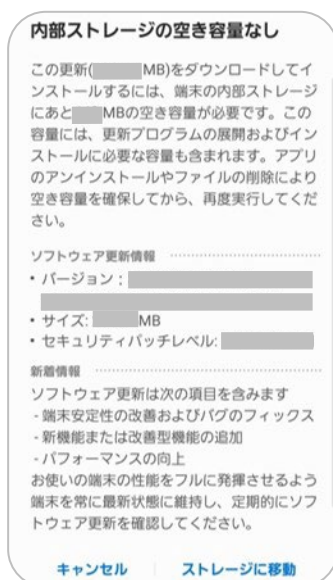 内部ストレージの空き容量なし
この更新( MB)をダウンロードしてイ
ンストールするには、端末の内部ストレージ
にあと MBの空き容量が必要です。この
容量には、更新プログラムの展開およびイン
ストールに必要な容量も含まれます。アプリ
のアンインストールやファイルの削除により
空き容量を確保してから、再度実行してくだ
さい。
ソフトウェア更新情報
・バージョン :
・サイズ: MB
・セキュリティパッチレベル:
新着情報
ソフトウェア更新は次の項目を含みます
- 端末安定性の改善およびバグのフィックス
- 新機能または改善型機能の追加
- パフォーマンスの向上
お使いの端末の性能をフルに発揮させるよう
端末を常に最新状態に維持し、定期的にソフ
トウェア更新を確認してください。
キャンセル ストレージに移動